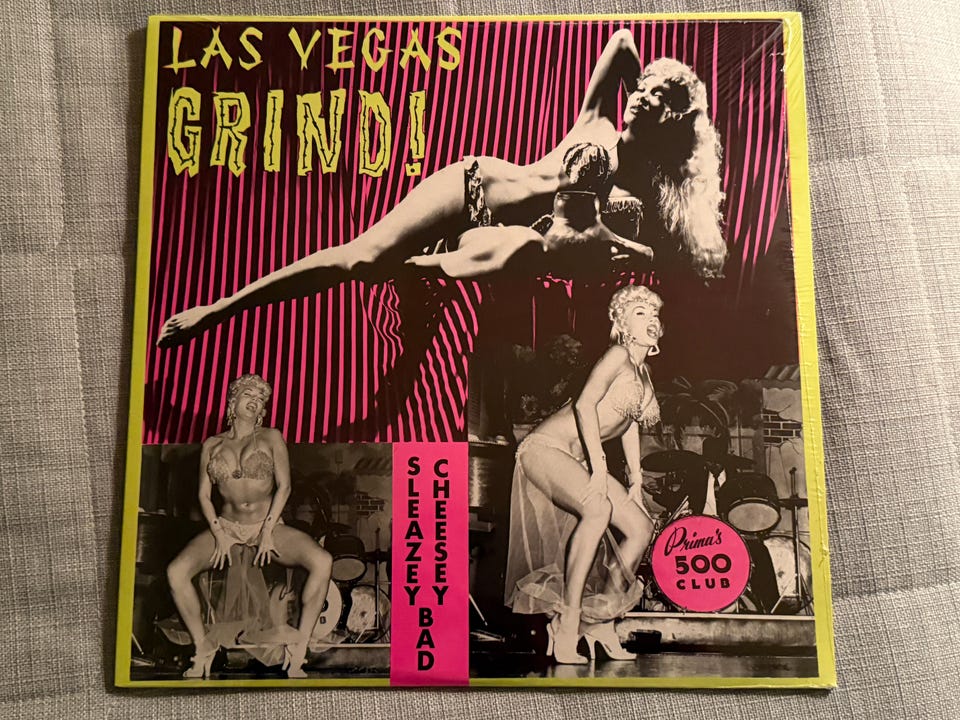 LAS VEGAS
GRIND!
SLEAZEY
CHEESEY
BAD
Prima's
500
CLUB